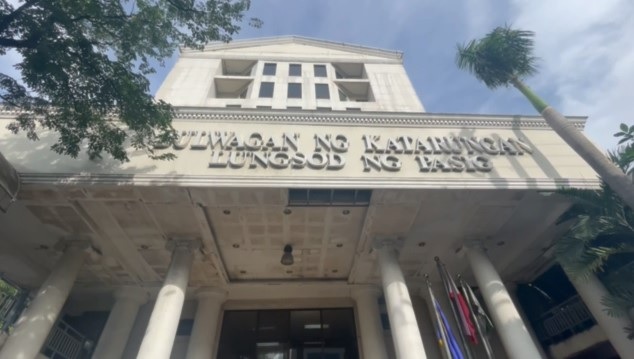 BULWAGAN NG KATARUNGAN
LUNGSOD NG PASIG